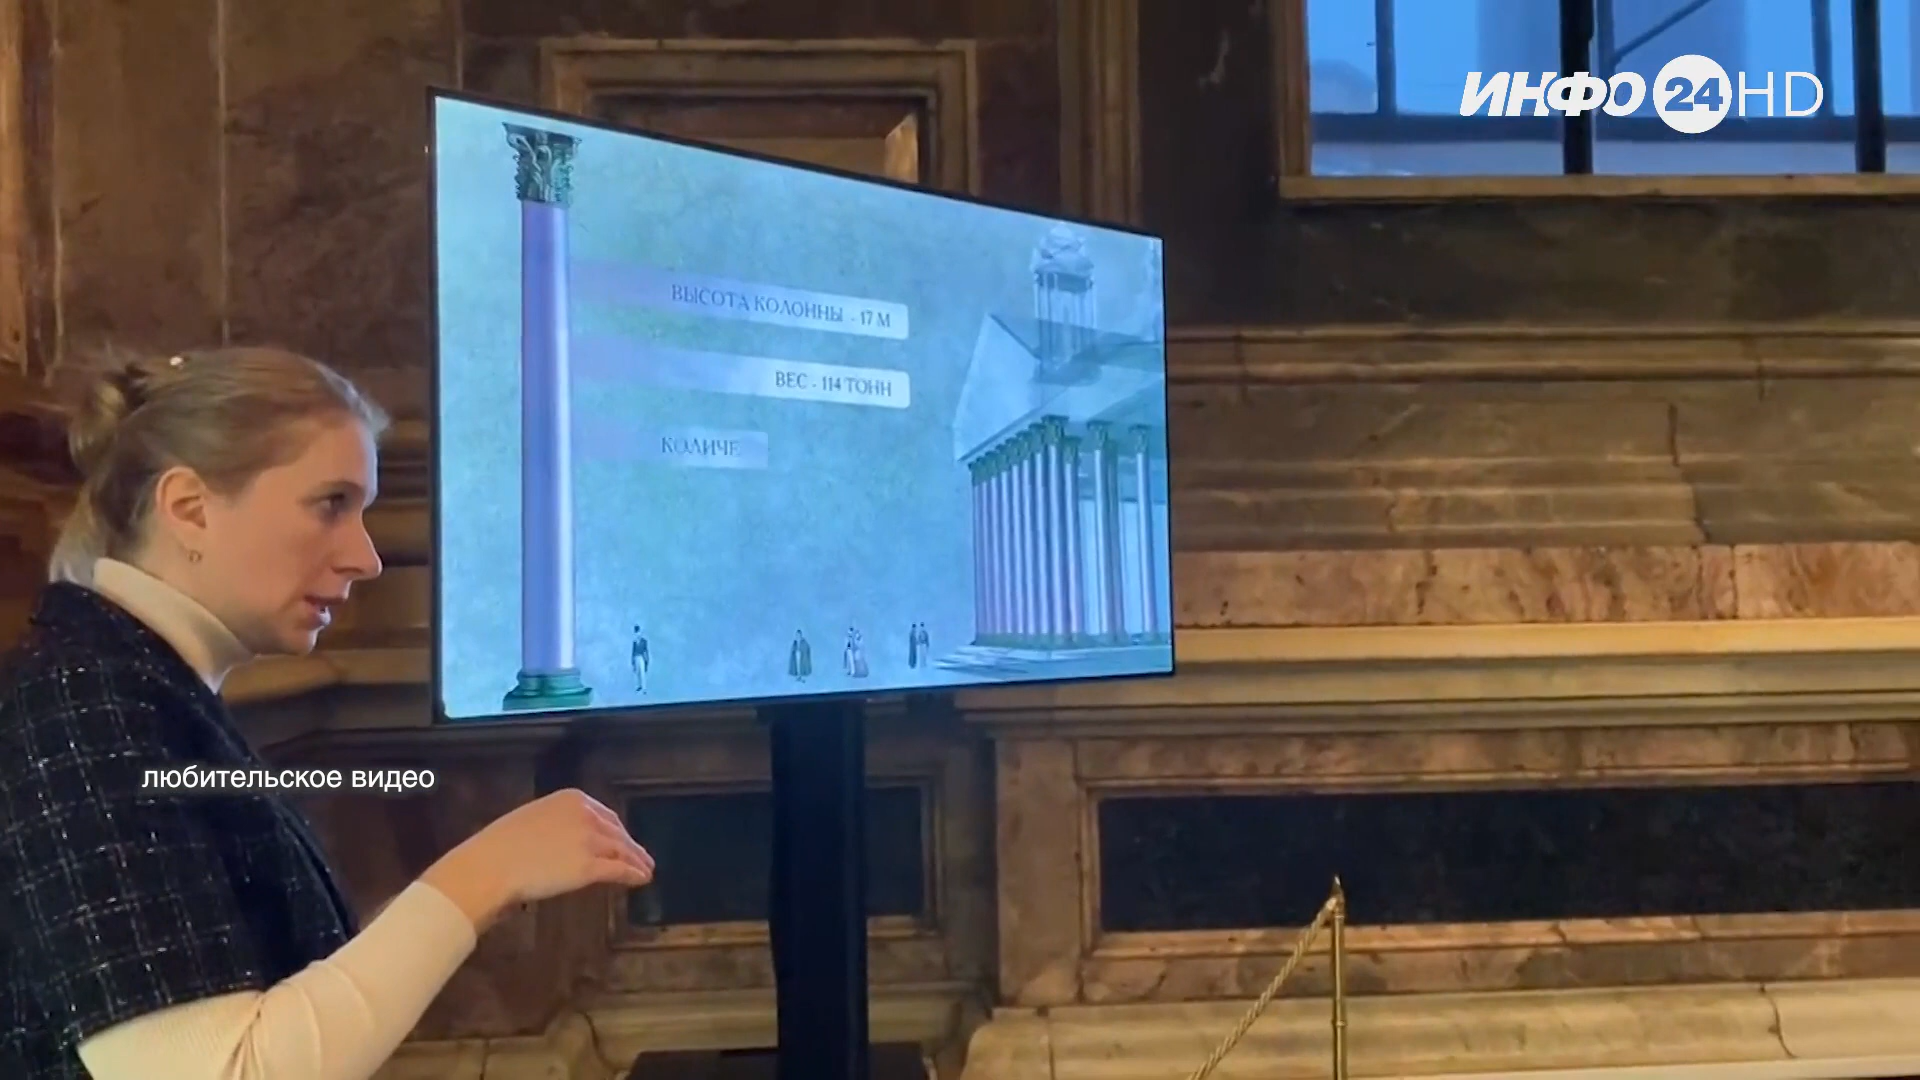 ИНФО 24 HD
ВЫСОТА КОЛОННЫ - 17 М
ВЕС - 114 ТОНН
КОЛИЧЕ
любительское видео